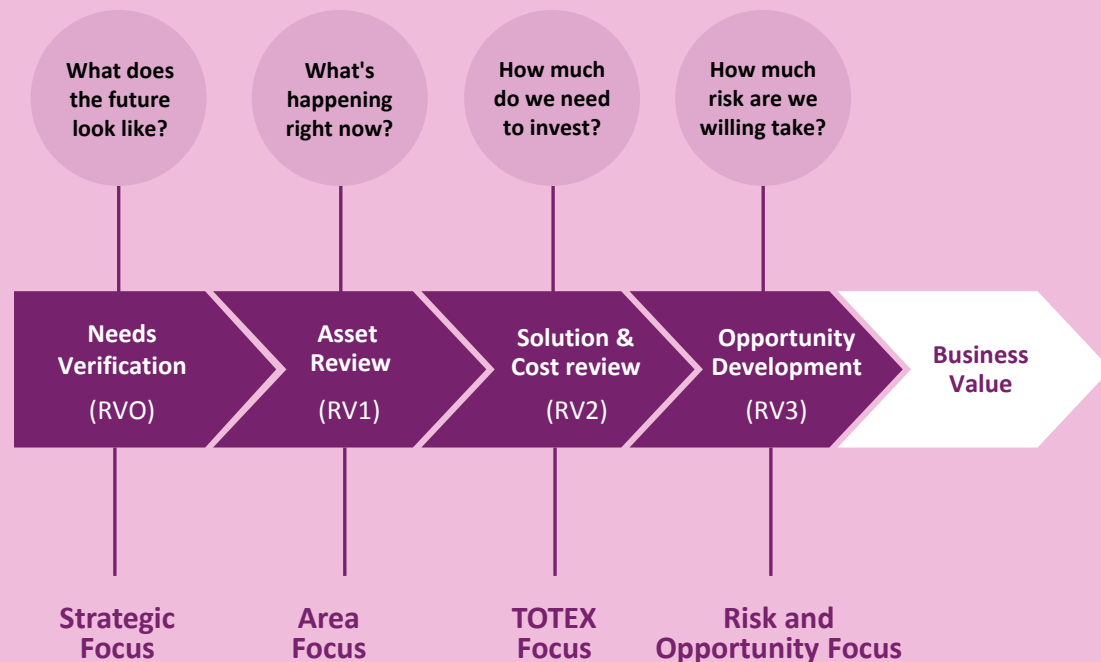 What does
the future
look like?
What's
happening
right now?
How much
do we need
to invest?
How much
risk are we
willing take?
Needs
Verification
(RVO)
Asset
Review
(RV1)
Solution &
Cost review
(RV2)
Opportunity
Development
(RV3)
Business
Value
Strategic
Focus
Area
Focus
TOTEX
Focus
Risk and
Opportunity Focus